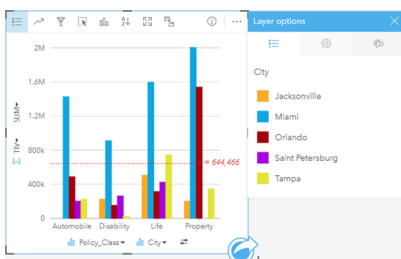 Layer options
City
Jacksonville
Miami
Orlando
Saint Petersburg
Tampa
2M
1.6M
1.2M
800k
400k
0
SUM
TIV
= 644,466
Automobile Disability Life Property
Policy_Class City